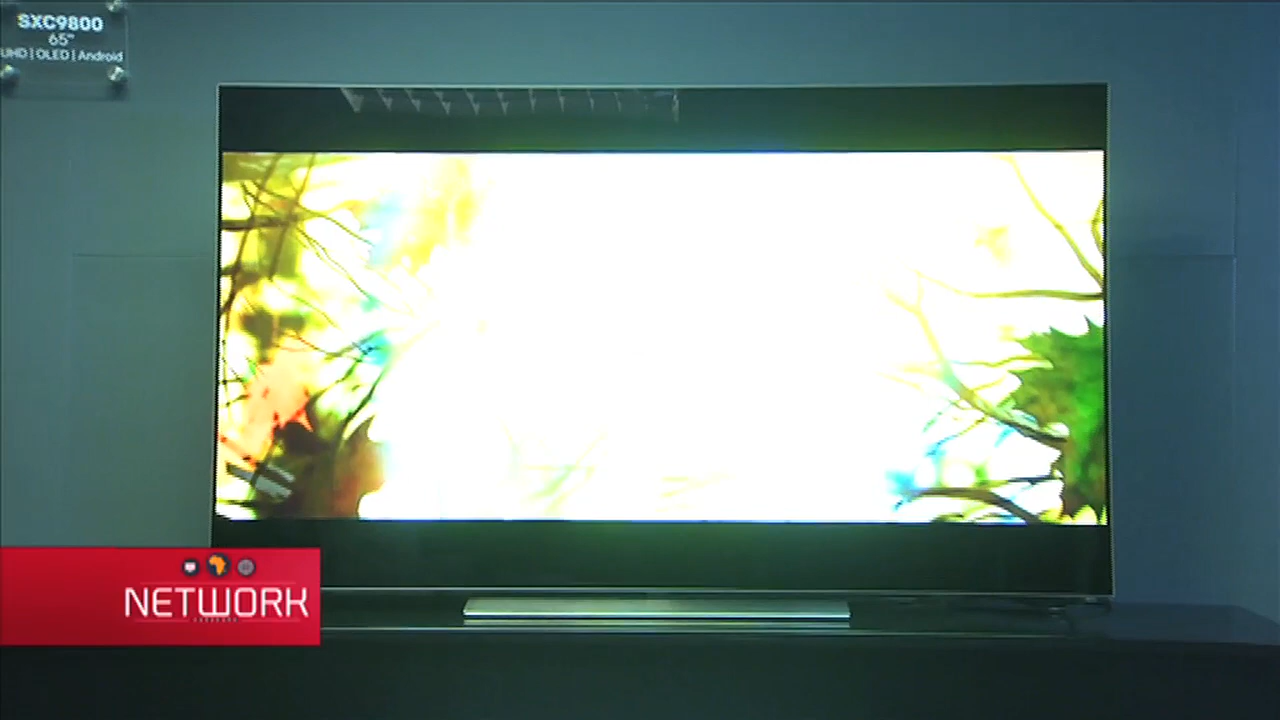 SXC9800
65"
UHD | OLED | Android
NETWORK